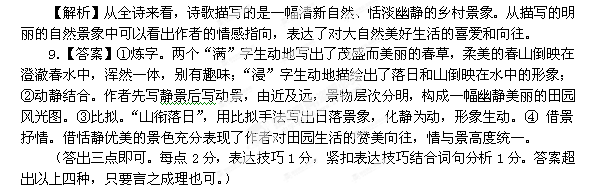 【解析】从全诗来看，诗歌描写的是一幅清新自然、恬淡幽静的乡村景象。从描写的明
丽的自然景象中可以看出作者的情感指向，表达了对大自然美好生活的喜爱和向往。
9.【答案】①炼字。两个“满”字生动地写出了茂盛而美丽的春草，柔美的春山倒映在
澄澈春水中，浑然一体，别有趣味；“浸”字生动地描绘出了落日和山倒映在水中的形象；
②动静结合。作者先写静景后写动景，由近及远，景物层次分明，构成一幅幽静美丽的田园
风光图。③比拟。“山衔落日”，用比拟手法写出日落景象，化静为动，形象生动。④ 借景
抒情。借恬静优美的景色充分表现了作者对田园生活的赞美向往，情与景高度统一。
（答出三点即可。每点 2 分，表达技巧 1 分，紧扣表达技巧结合词句分析 1 分。答案超
出以上四种，只要言之成理也可。）